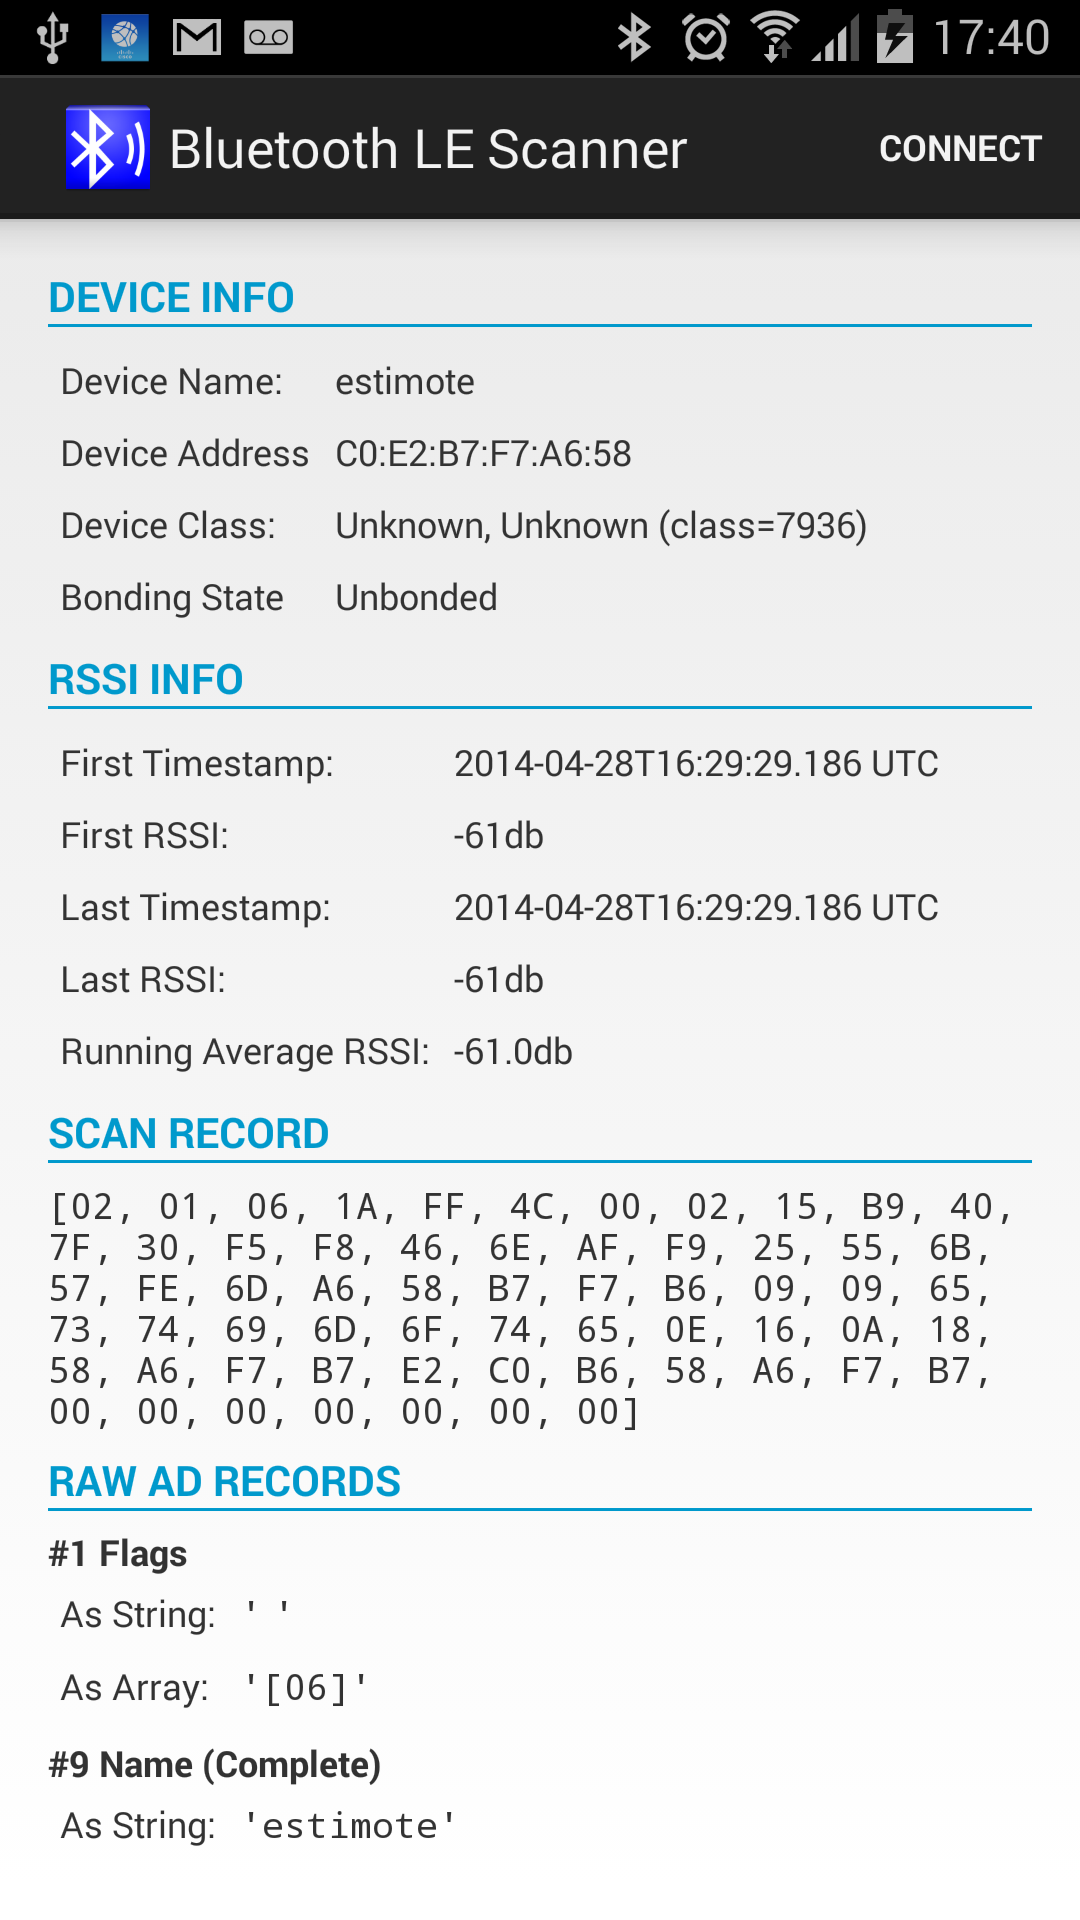 17:40
Bluetooth LE Scanner CONNECT
DEVICE INFO
Device Name: estimote
Device Address C0:E2:B7:F7:A6:58
Device Class: Unknown, Unknown (class=7936)
Bonding State Unbonded
RSSI INFO
First Timestamp: 2014-04-28T16:29:29.186 UTC
First RSSI: -61db
Last Timestamp: 2014-04-28T16:29:29.186 UTC
Last RSSI: -61db
Running Average RSSI: -61.0db
SCAN RECORD
[02, 01, 06, 1A, FF, 4C, 00, 02, 15, B9, 40,
7F, 30, F5, F8, 46, 6E, AF, F9, 25, 55, 6B,
57, FE, 6D, A6, 58, B7, F7, B6, 09, 09, 65,
73, 74, 69, 6D, 6F, 74, 65, 0E, 16, 0A, 18,
58, A6, F7, B7, E2, C0, B6, 58, A6, F7, B7,
00, 00, 00, 00, 00, 00, 00]
RAW AD RECORDS
#1 Flags
As String: ' '
As Array: '[06]'
#9 Name (Complete)
As String: 'estimote'